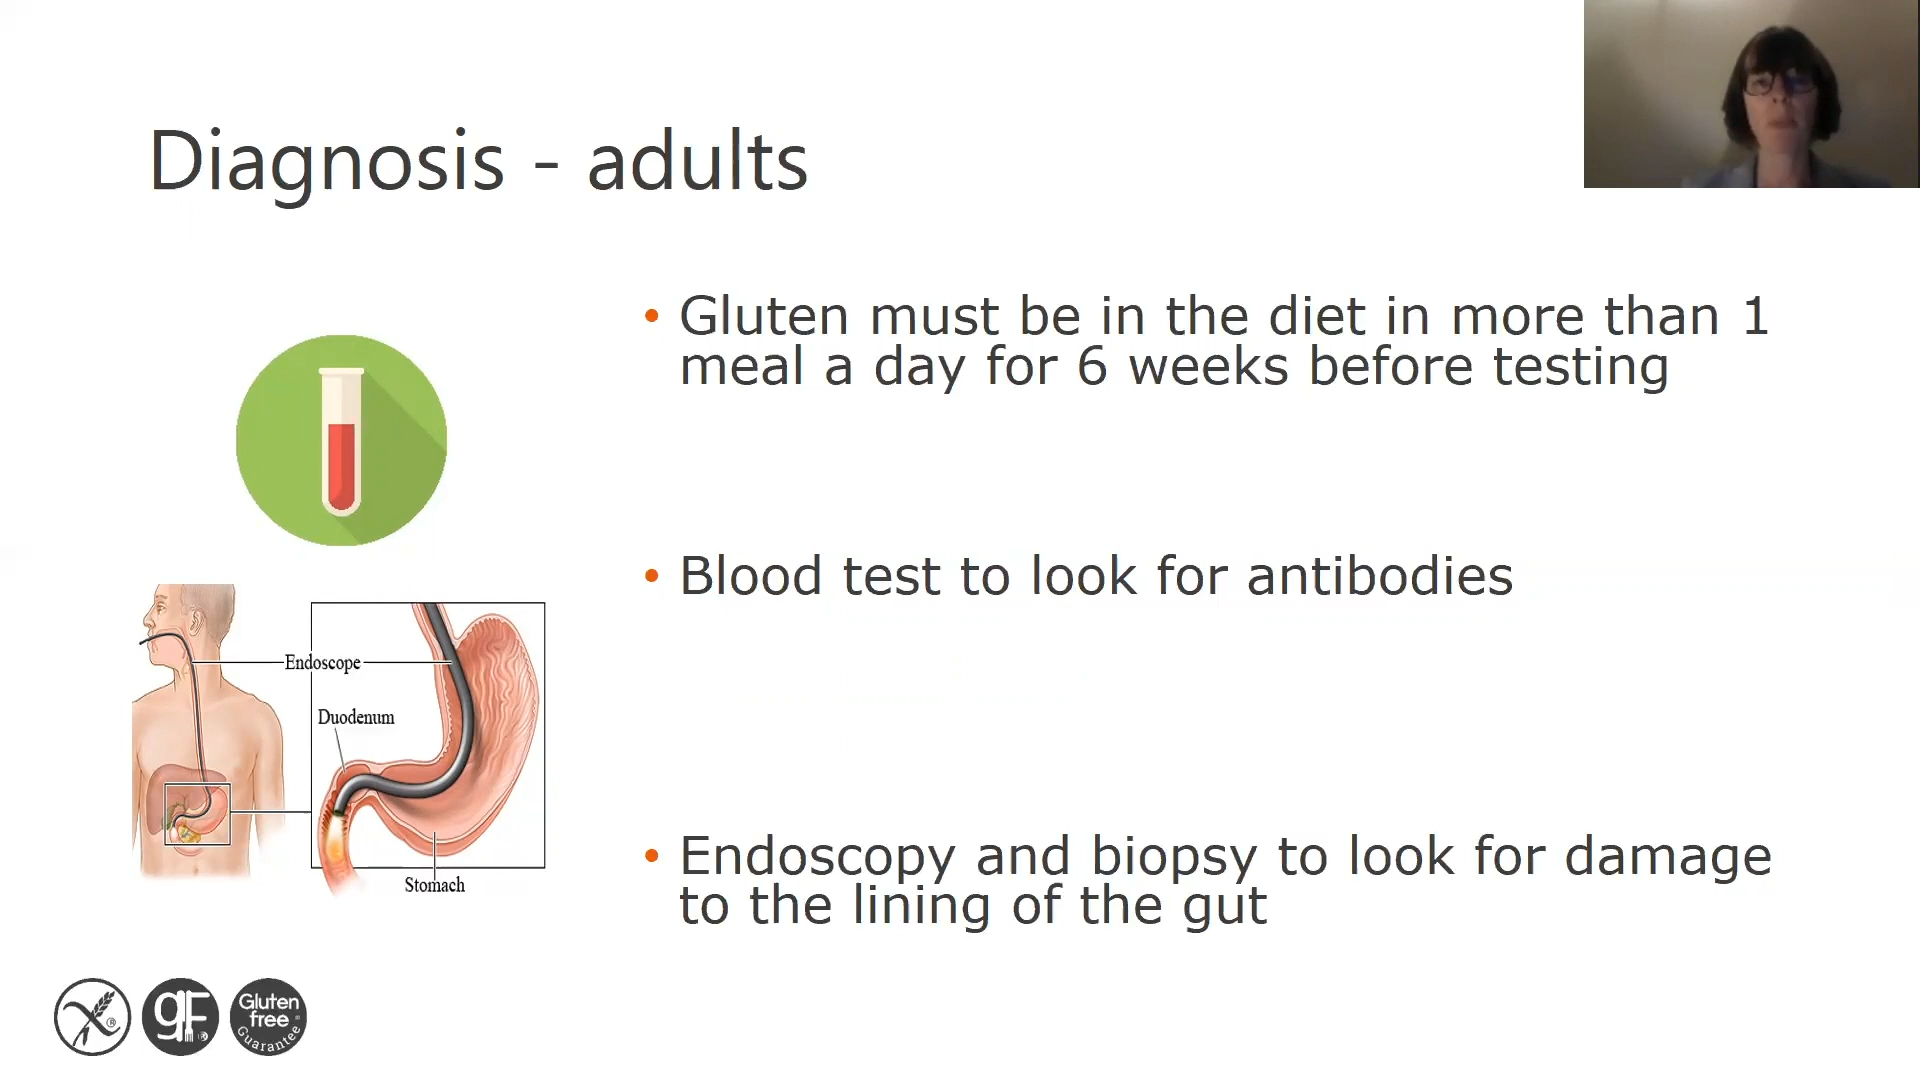 Diagnosis - adults
• Gluten must be in the diet in more than 1
meal a day for 6 weeks before testing
• Blood test to look for antibodies
Endoscope
Duodenum
Stomach
• Endoscopy and biopsy to look for damage
to the lining of the gut
®
gF
Gluten
free
Guarantee